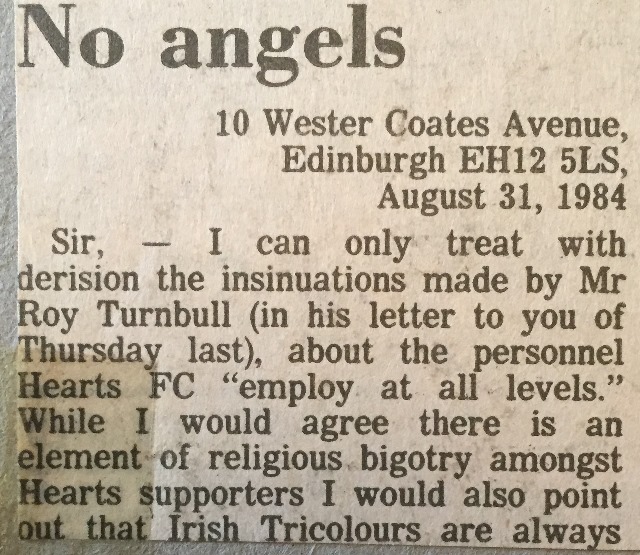 No angels
10 Wester Coates Avenue,
Edinburgh EH12 5LS,
August 31, 1984
Sir, — I can only treat with
derision the insinuations made by Mr
Roy Turnbull (in his letter to you of
Thursday last), about the personnel
Hearts FC “employ at all levels.”
While I would agree there is an
element of religious bigotry amongst
Hearts supporters I would also point
out that Irish Tricolours are always